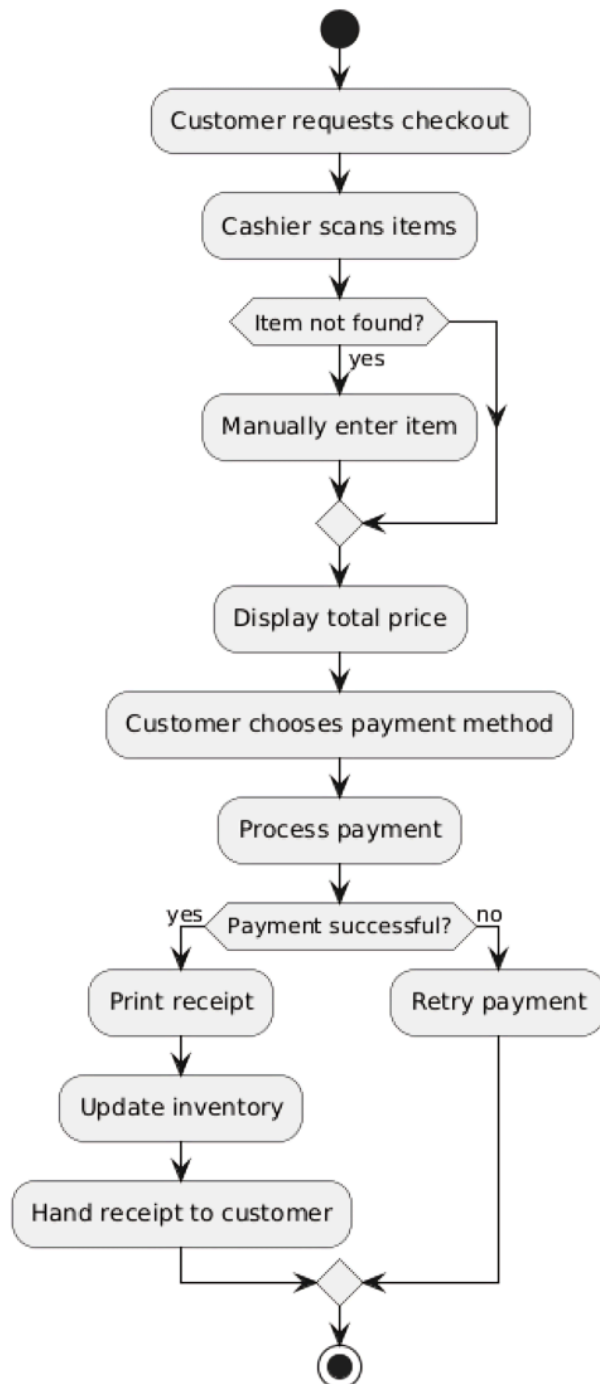 Customer requests checkout
Cashier scans items
Item not found?
yes
Manually enter item
Display total price
Customer chooses payment method
Process payment
yes
Payment successful?
no
Print receipt
Retry payment
Update inventory
Hand receipt to customer